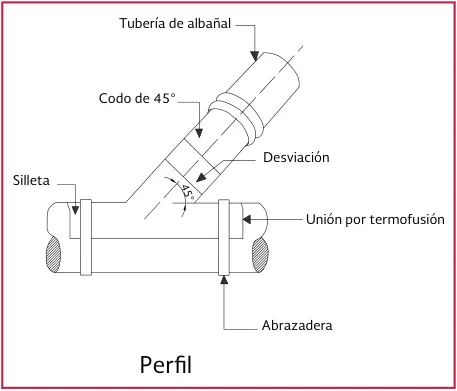 Tubería de albañal
Codo de 45°
Desviación
Silleta
45°
Unión por termofusión
Abrazadera
Perfil